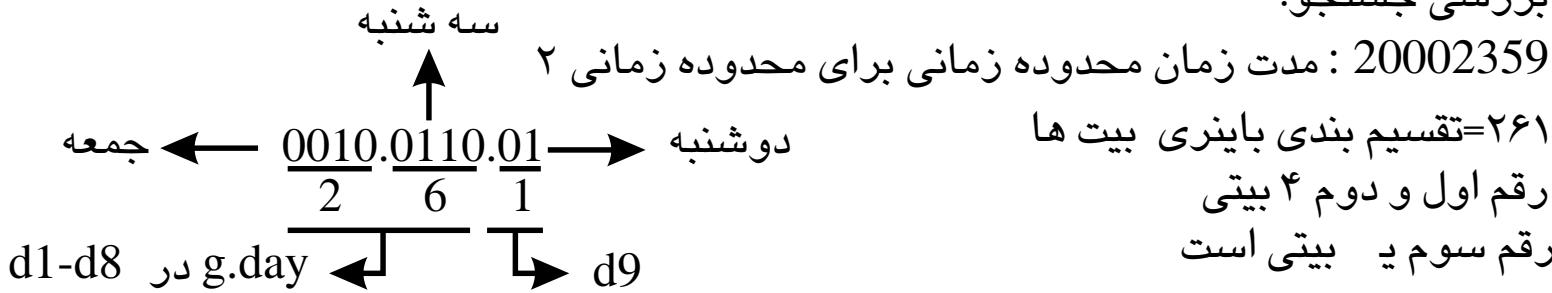 بررسی جستجو:
سه شنبه
20002359 : مدت زمان محدوده زمانی برای محدوده زمانی ۲
۲۶۱=تقسیم بندی باینری بیت ها
دوشنبه 0010.0110.01 جمعه
2 6 1
رقم اول و دوم ۴ بیتی
رقم سوم ی بیتی است
d9
g.day در d1-d8